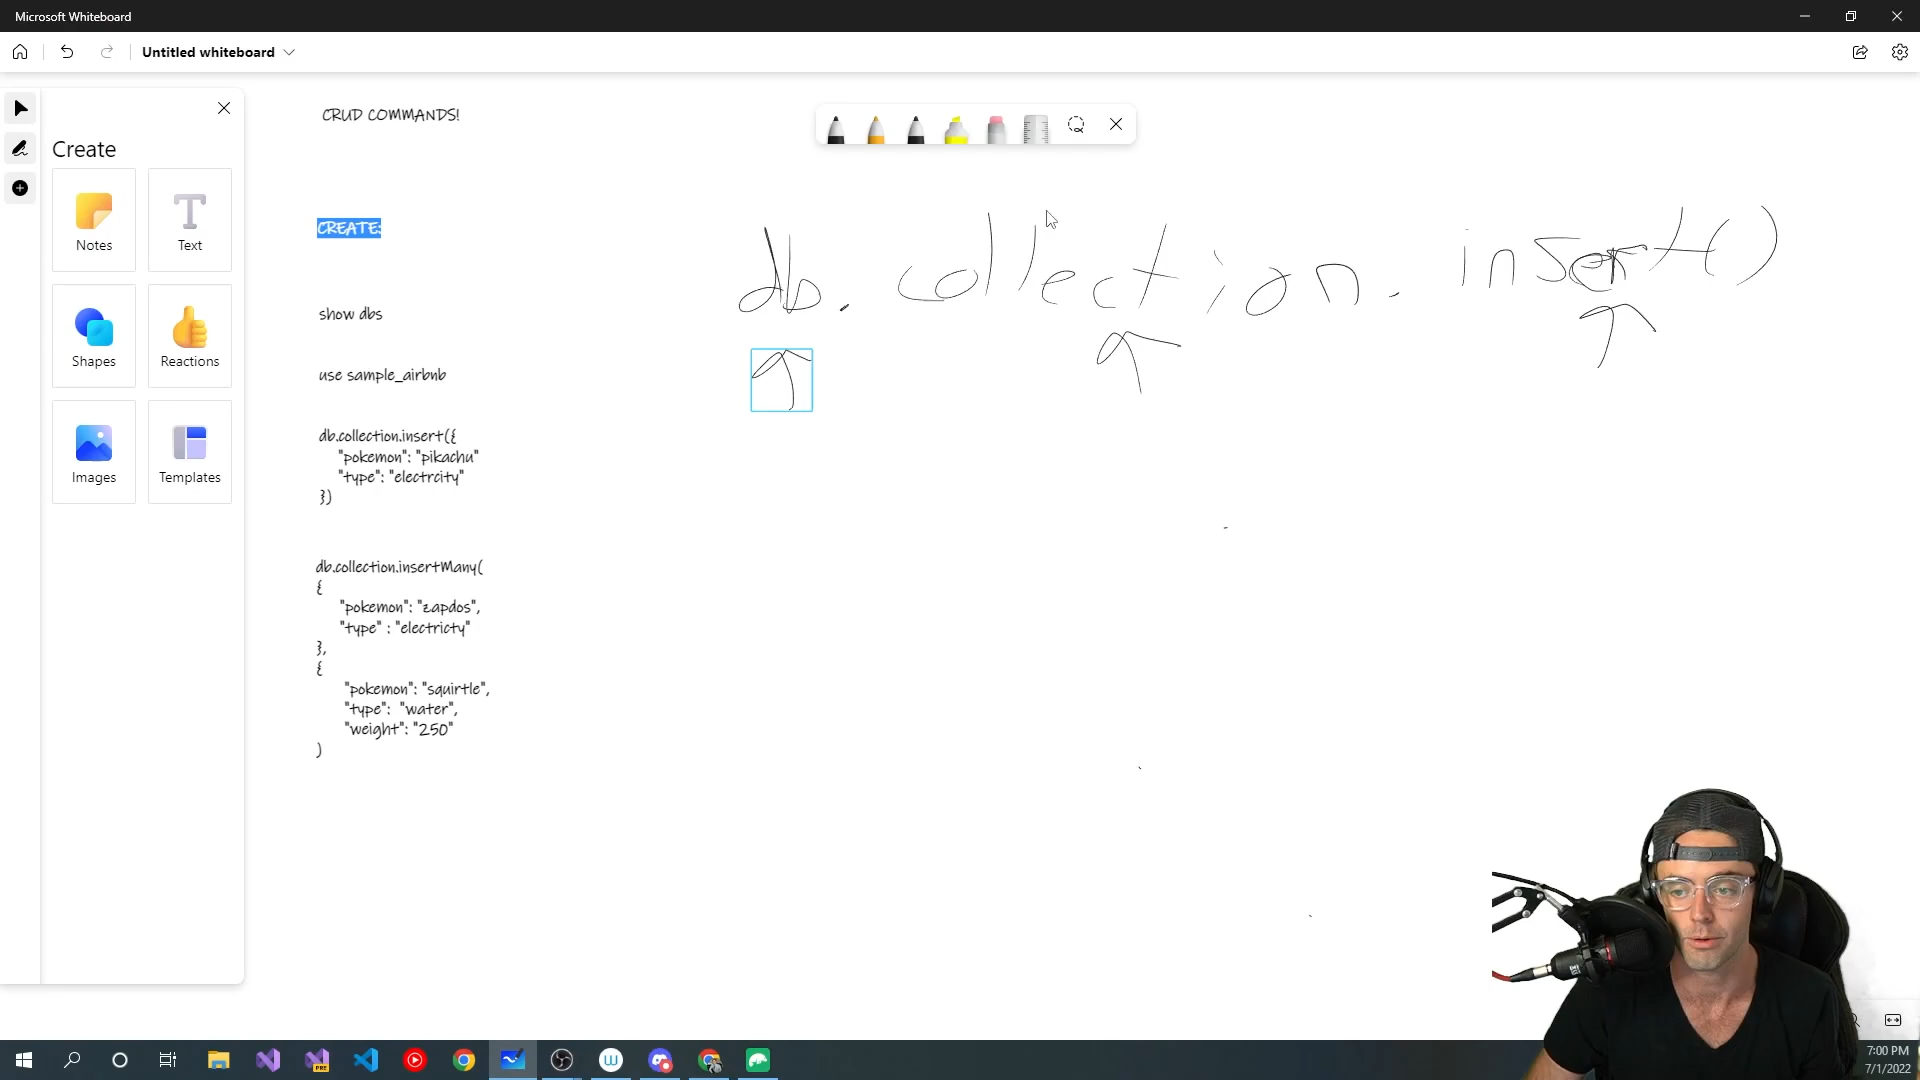 Microsoft Whiteboard
Untitled whiteboard
Create
Notes
Text
Shapes
Reactions
Images
Templates
CRUD COMMANDS!
CREATE:
show dbs
use sample_airbnb
db.collection.insert({
"pokemon": "pikachu"
"type": "electrcity"
})
db.collection.insertMany(
{
"pokemon": "zapdos",
"type" : "electricty"
},
{
"pokemon": "squirtle",
"type": "water",
"weight": "250"
)
db. collection. insert()
PRE
7:00 PM
7/1/2022